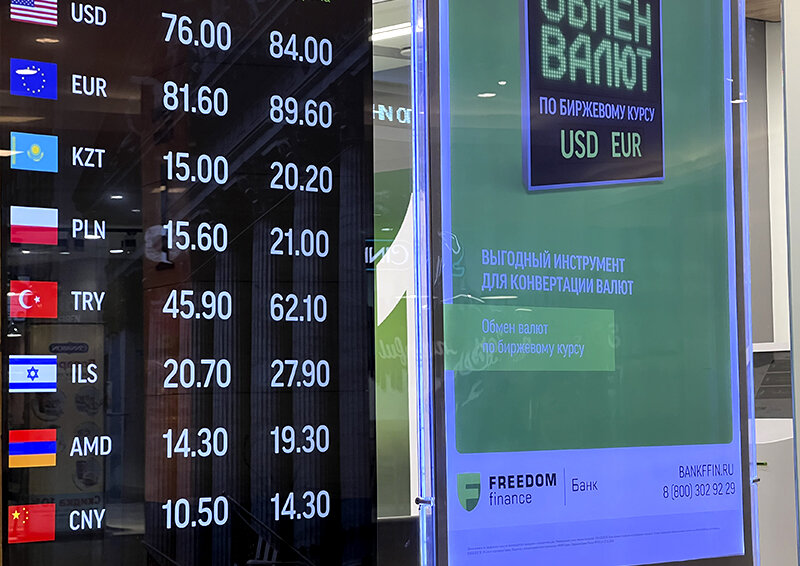 USD 76.00 84.00
EUR 81.60 89.60
KZT 15.00 20.20
PLN 15.60 21.00
TRY 45.90 62.10
ILS 20.70 27.90
AMD 14.30 19.30
CNY 10.50 14.30
ОБМЕН
ВАЛЮТ
ПО БИРЖЕВОМУ КУРСУ
USD EUR
ВЫГОДНЫЙ ИНСТРУМЕНТ
ДЛЯ КОНВЕРТАЦИИ ВАЛЮТ
Обмен валют
по биржевому курсу
FREEDOM
finance
Банк
BANKFFIN.RU
8 (800) 302 92 29